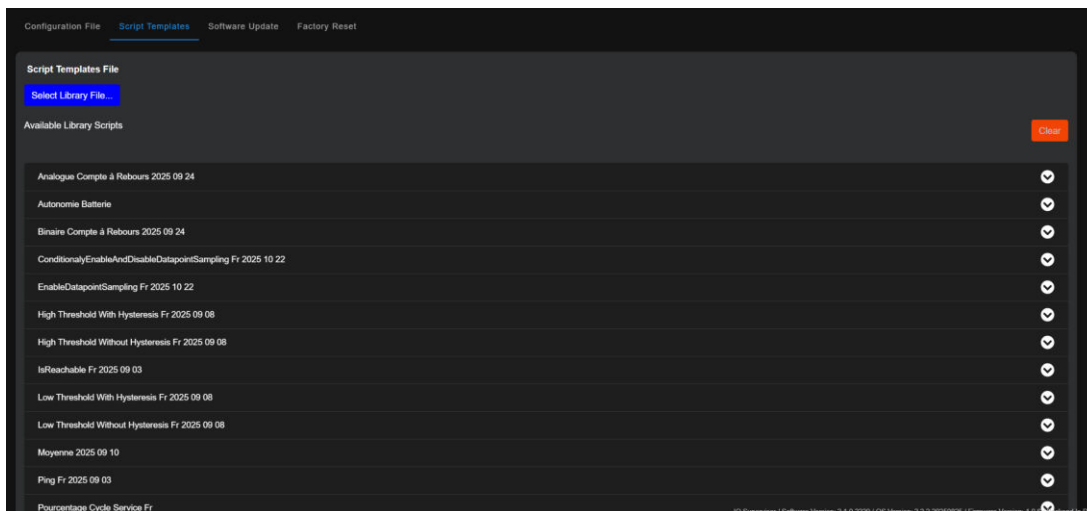 Configuration File Script Templates Software Update Factory Reset
Script Templates File
Select Library File...
Available Library Scripts
Clear
Analogue Compte à Rebours 2025 09 24
Autonomie Batterie
Binaire Compte à Rebours 2025 09 24
ConditionalyEnableAndDisableDatapointSampling Fr 2025 10 22
EnableDatapointSampling Fr 2025 10 22
High Threshold With Hysteresis Fr 2025 09 08
High Threshold Without Hysteresis Fr 2025 09 08
IsReachable Fr 2025 09 03
Low Threshold With Hysteresis Fr 2025 09 08
Low Threshold Without Hysteresis Fr 2025 09 08
Moyenne 2025 09 10
Ping Fr 2025 09 03
Pourcentage Cycle Service Fr